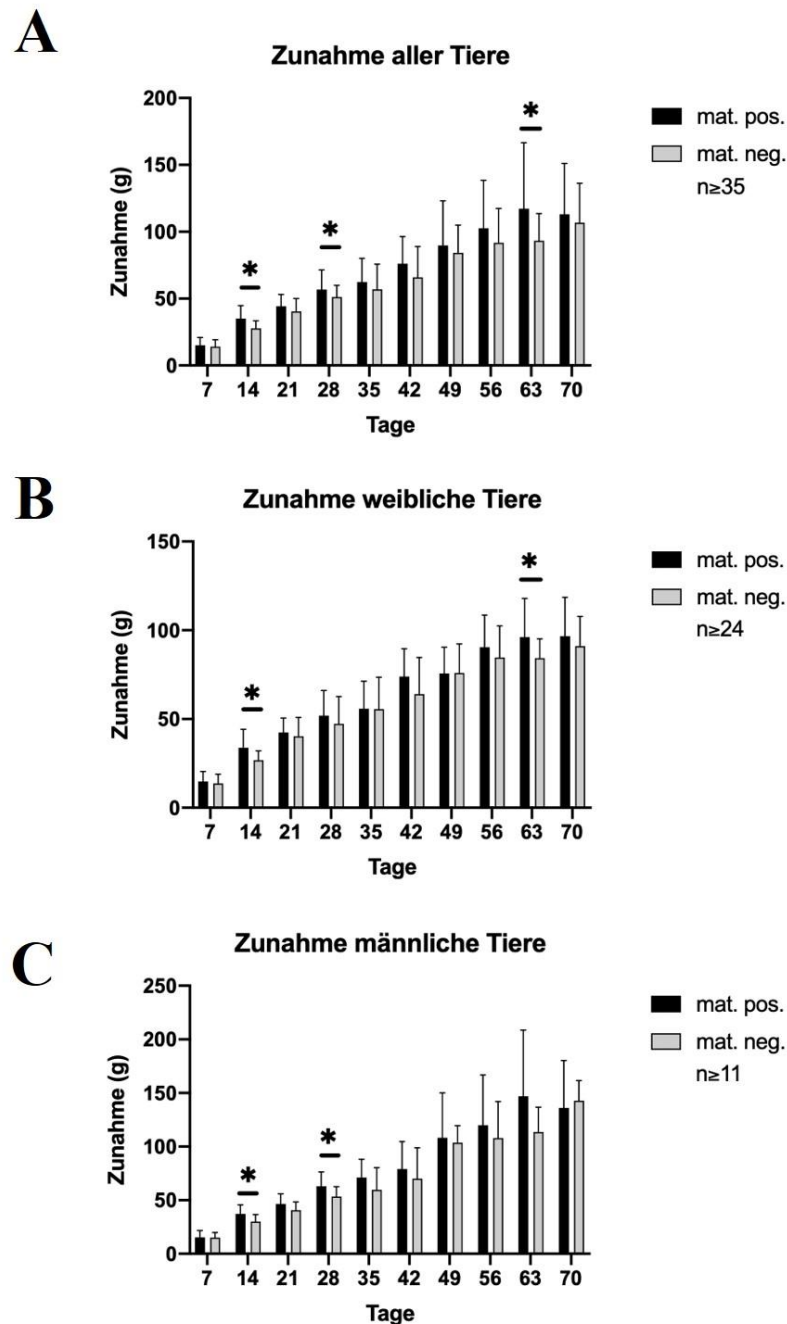 A
Zunahme aller Tiere
200
150
100
50
0
Zunahme (g)
* * *
mat. pos.
mat. neg.
n≥35
7 14 21 28 35 42 49 56 63 70
Tage
B
Zunahme weibliche Tiere
150
100
50
0
Zunahme (g)
* *
mat. pos.
mat. neg.
n≥24
7 14 21 28 35 42 49 56 63 70
Tage
C
Zunahme männliche Tiere
250
200
150
100
50
0
Zunahme (g)
* *
mat. pos.
mat. neg.
n≥11
7 14 21 28 35 42 49 56 63 70
Tage